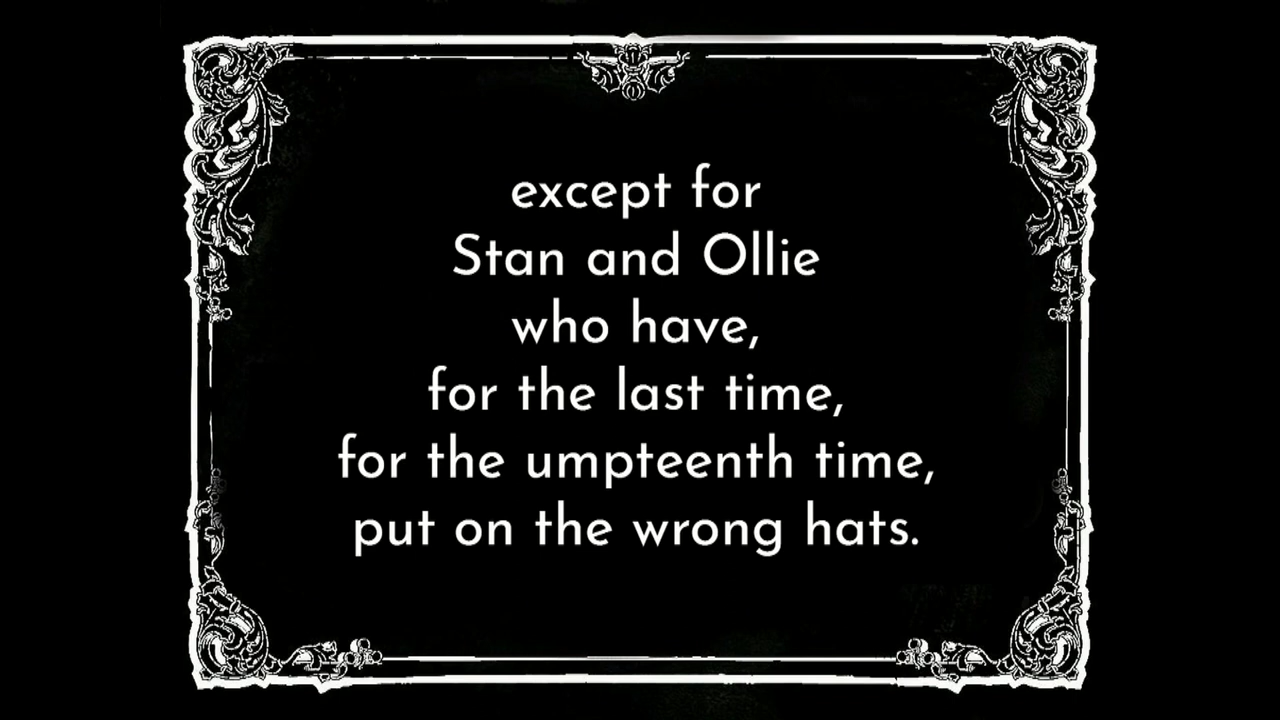 except for
Stan and Ollie
who have,
for the last time,
for the umpteenth time,
put on the wrong hats.